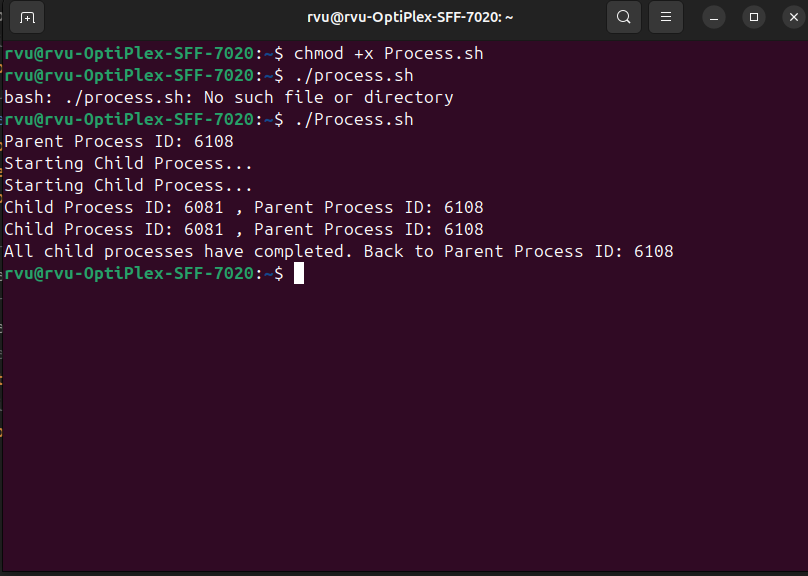 rvu@rvu-OptiPlex-SFF-7020: ~
rvu@rvu-OptiPlex-SFF-7020:~$ chmod +x Process.sh
rvu@rvu-OptiPlex-SFF-7020:~$ ./process.sh
bash: ./process.sh: No such file or directory
rvu@rvu-OptiPlex-SFF-7020:~$ ./Process.sh
Parent Process ID: 6108
Starting Child Process...
Starting Child Process...
Child Process ID: 6081 , Parent Process ID: 6108
Child Process ID: 6081 , Parent Process ID: 6108
All child processes have completed. Back to Parent Process ID: 6108
rvu@rvu-OptiPlex-SFF-7020:~$